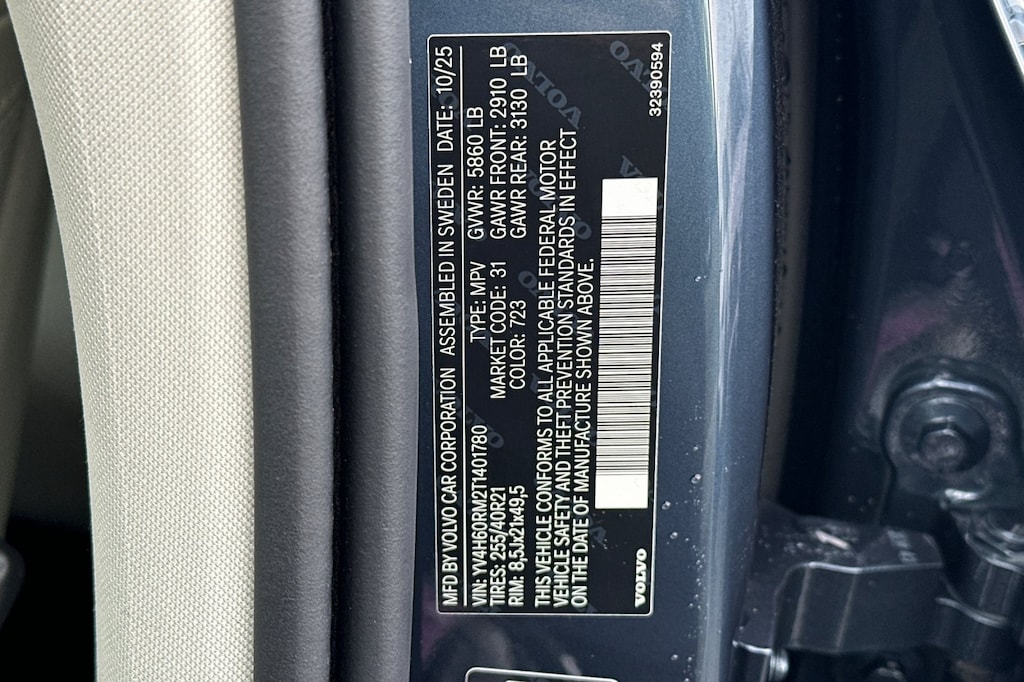 MFD BY VOLVO CAR CORPORATION ASSEMBLED IN SWEDEN DATE: 10/25
VIN: YV4H60RM2T1401780 TYPE: MPV GVWR: 5860 LB
TIRES: 255/40R21 MARKET CODE: 31 GAWR FRONT: 2910 LB
RIM: 8,5Jx21x49,5 COLOR: 723 GAWR REAR: 3130 LB
THIS VEHICLE CONFORMS TO ALL APPLICABLE FEDERAL MOTOR
VEHICLE SAFETY AND THEFT PREVENTION STANDARDS IN EFFECT
ON THE DATE OF MANUFACTURE SHOWN ABOVE.
VOLVO 32390594